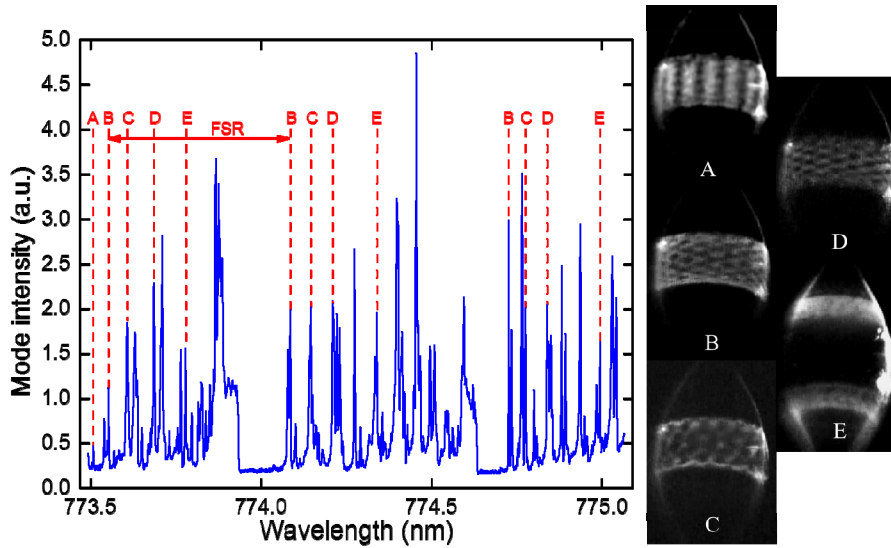 Mode intensity (a.u.)
5.0
4.5
4.0
3.5
3.0
2.5
2.0
1.5
1.0
0.5
0.0
A B C D E B C D E B C D E
FSR
773.5 774.0 774.5 775.0
Wavelength (nm)
A
B
C
D
E